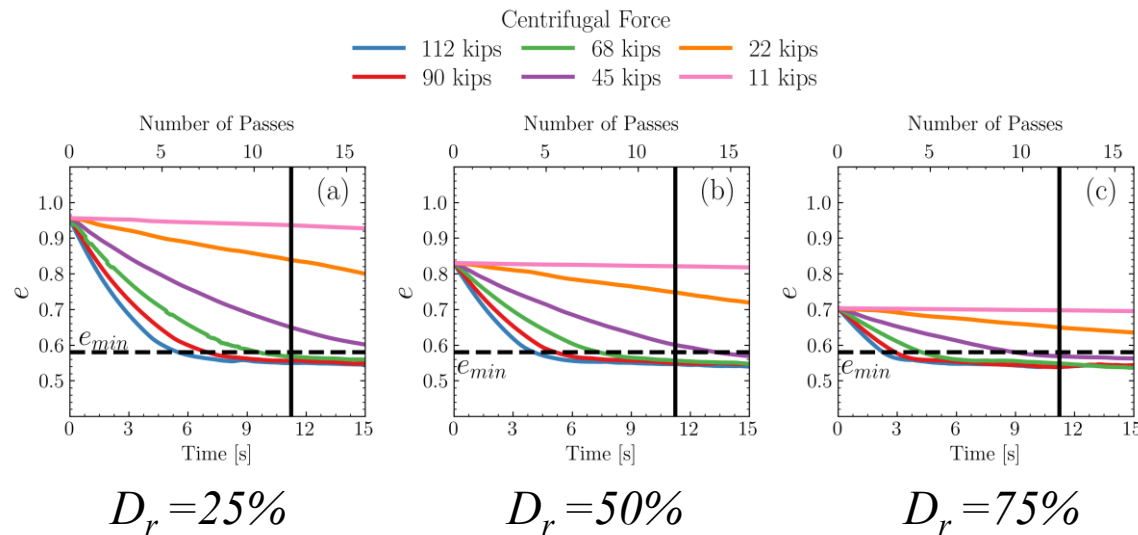 Centrifugal Force
112 kips 68 kips 22 kips
90 kips 45 kips 11 kips
Number of Passes
0 5 10 15
(a)
e
1.0
0.9
0.8
0.7
0.6
0.5
e_min
0 3 6 9 12 15
Time [s]
D_r =25%
Number of Passes
0 5 10 15
(b)
e
1.0
0.9
0.8
0.7
0.6
0.5
e_min
0 3 6 9 12 15
Time [s]
D_r =50%
Number of Passes
0 5 10 15
(c)
e
1.0
0.9
0.8
0.7
0.6
0.5
e_min
0 3 6 9 12 15
Time [s]
D_r =75%